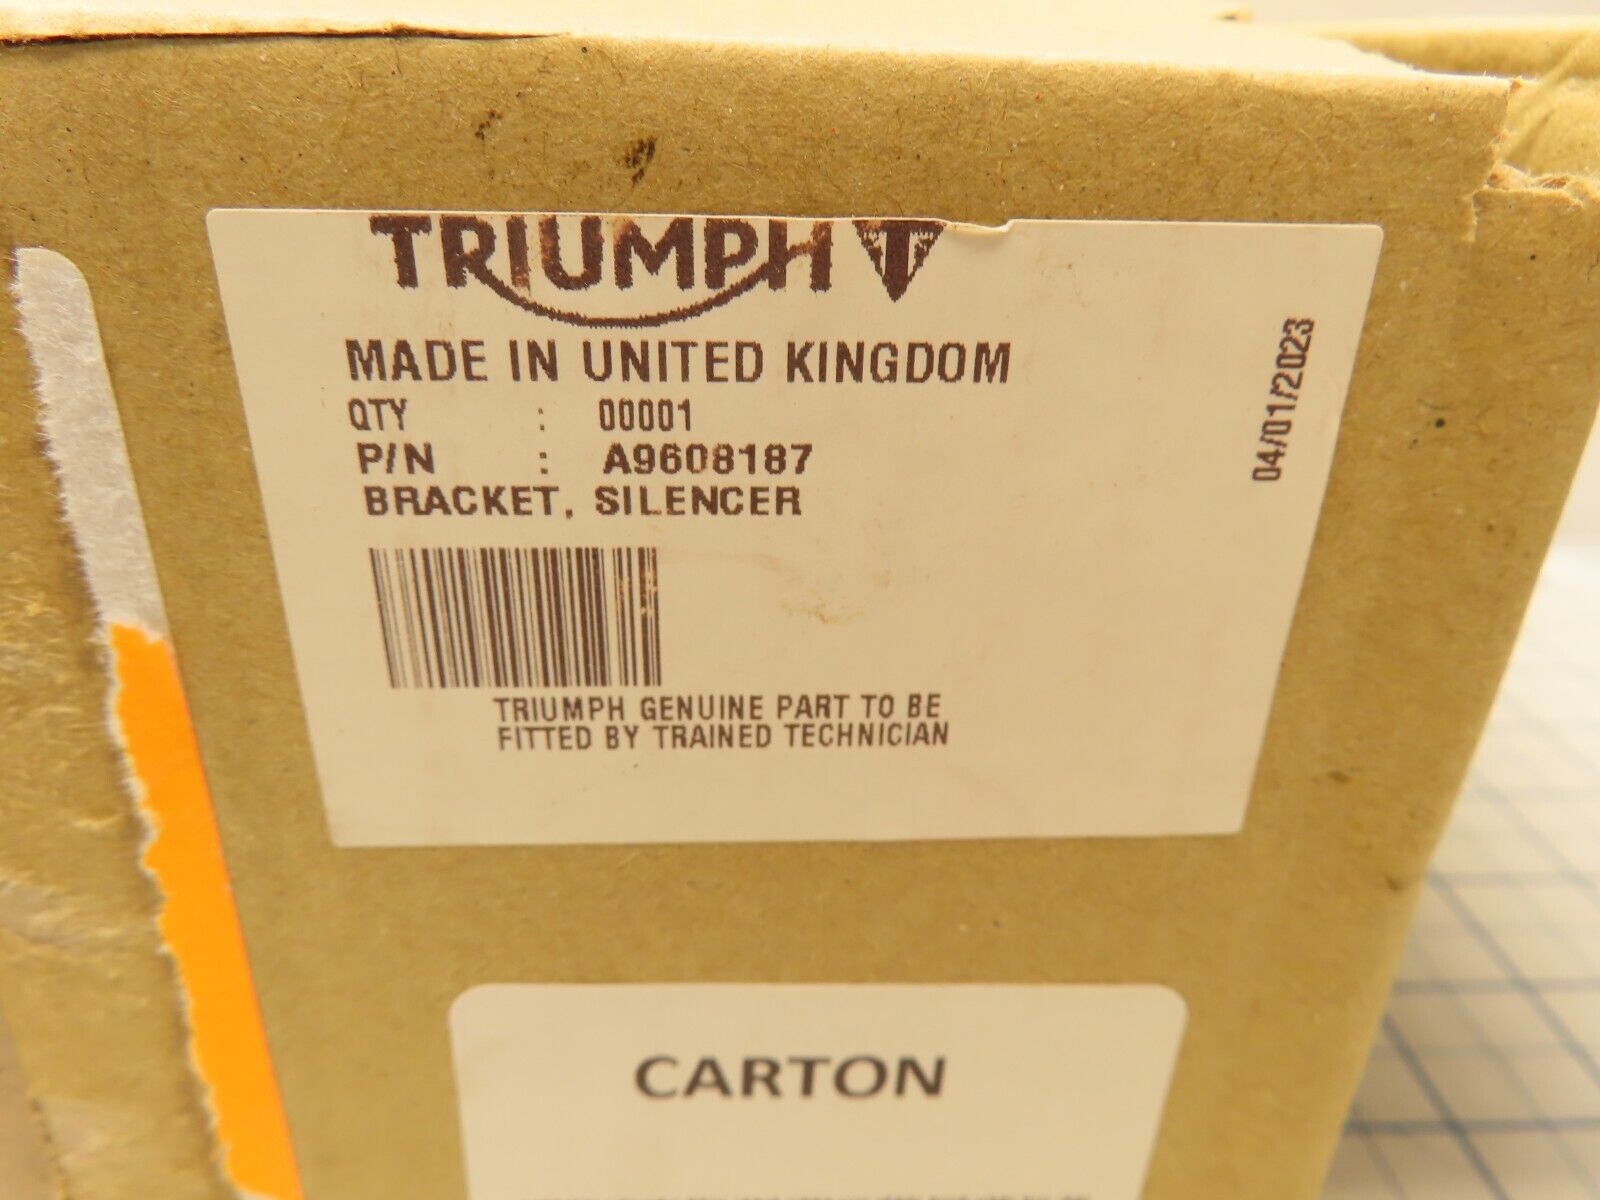 TRIUMPH
MADE IN UNITED KINGDOM
QTY : 00001
P/N : A9608187
BRACKET, SILENCER
04/01/2023
TRIUMPH GENUINE PART TO BE
FITTED BY TRAINED TECHNICIAN
CARTON